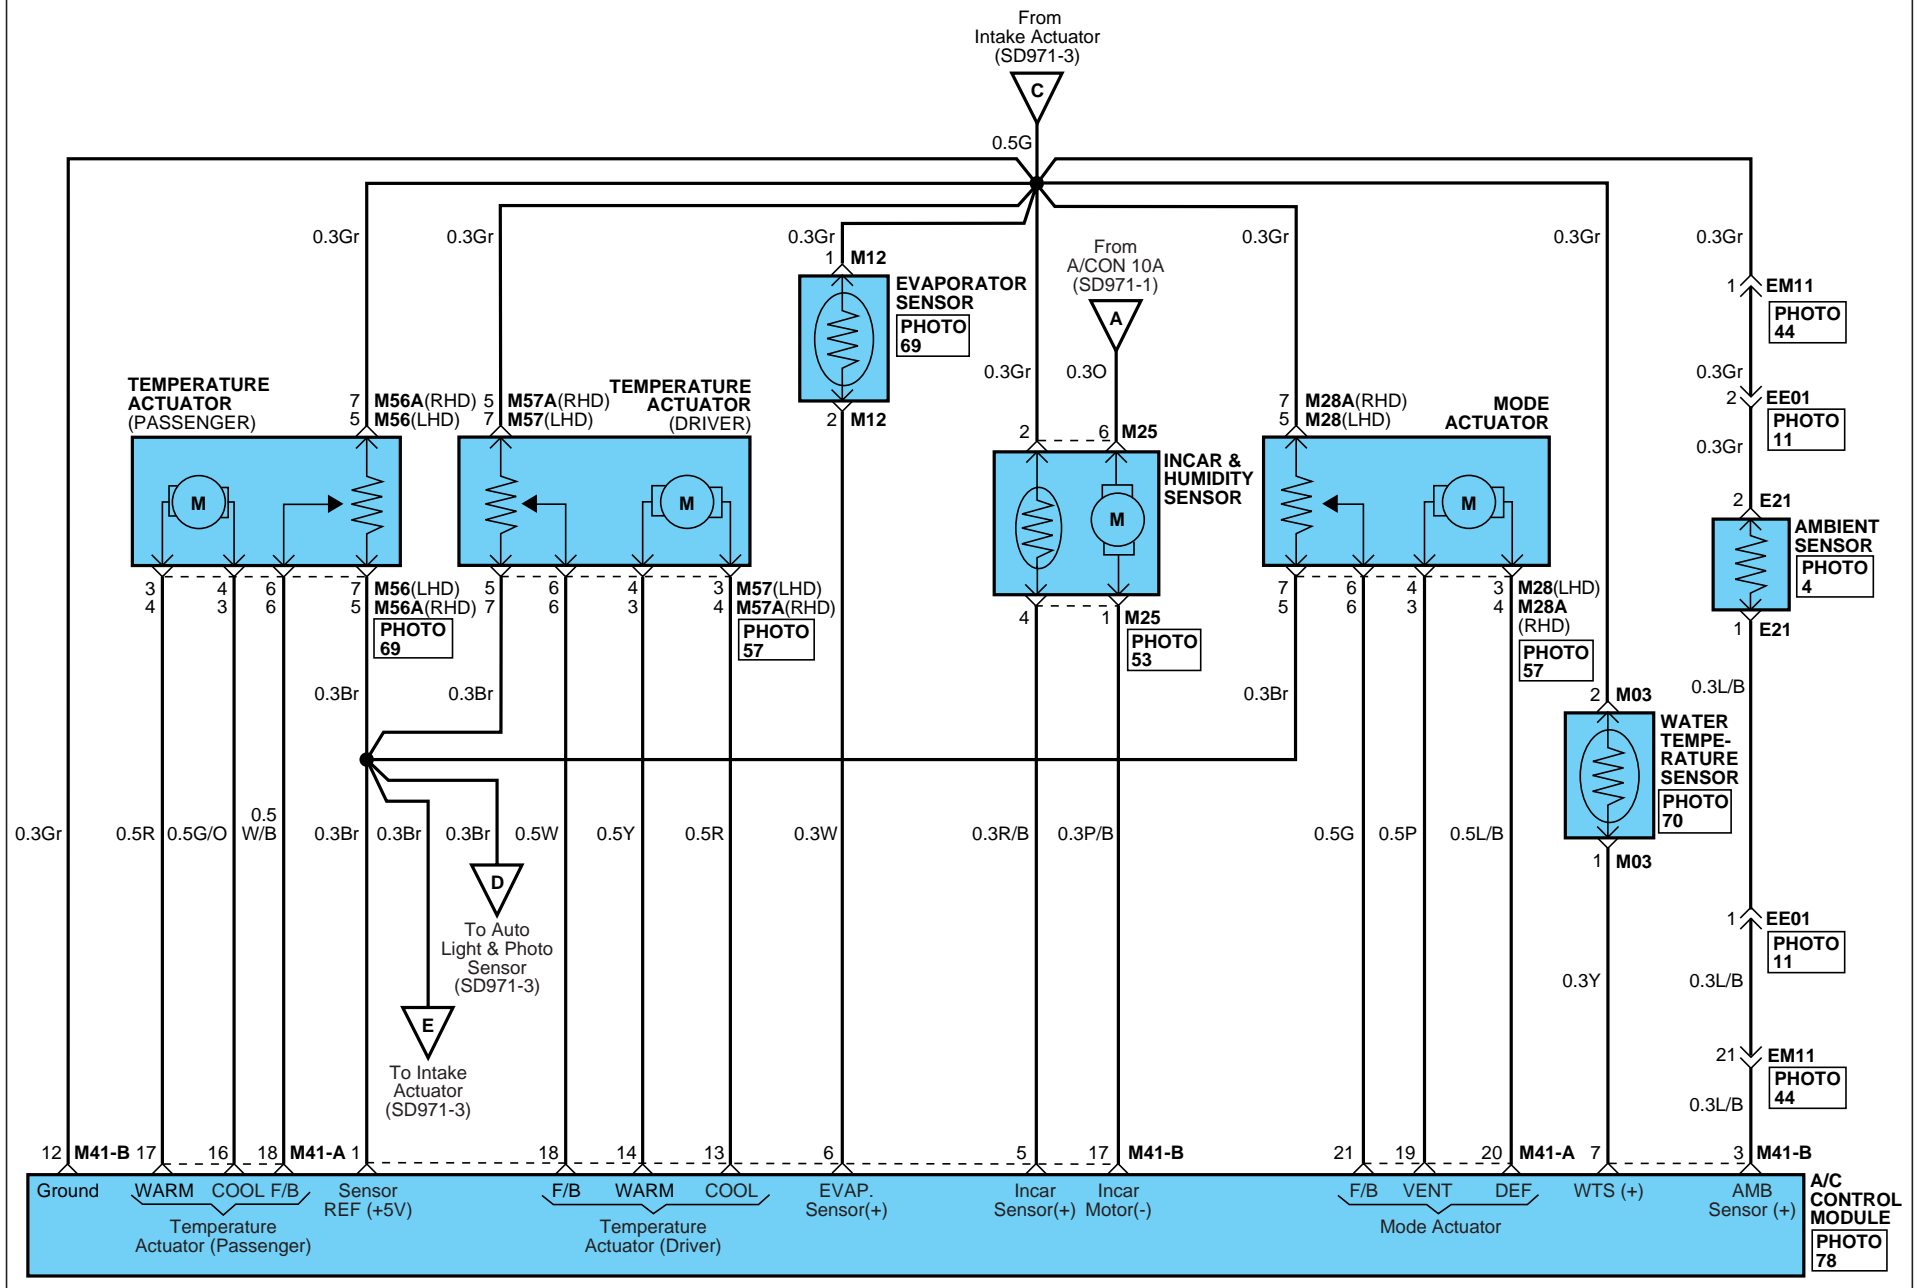 From
Intake Actuator
(SD971-3)
C
0.5G
0.3Gr
0.3Gr
0.3Gr
0.3Gr
0.3Gr
0.3Gr
1 M12
EVAPORATOR
SENSOR
PHOTO
69
2 M12
From
A/CON 10A
(SD971-1)
A
0.3Gr
0.3O
1 EM11
PHOTO
44
0.3Gr
2 EE01
PHOTO
11
0.3Gr
TEMPERATURE
ACTUATOR
(PASSENGER)
7 M56A(RHD)
5 M56(LHD)
M
3 4 6 7 M56(LHD)
4 3 6 5 M56A(RHD)
PHOTO
69
5 M57A(RHD)
7 M57(LHD)
TEMPERATURE
ACTUATOR
(DRIVER)
M
5 6 4 3 M57(LHD)
7 6 3 4 M57A(RHD)
PHOTO
57
2 6 M25
INCAR &
HUMIDITY
SENSOR
M
4 1 M25
PHOTO
53
7 M28A(RHD)
5 M28(LHD)
MODE
ACTUATOR
M
7 6 4 3 M28(LHD)
5 6 3 4 M28A
(RHD)
PHOTO
57
2 E21
AMBIENT
SENSOR
PHOTO
4
1 E21
0.3Br
0.3Br
0.3Br
0.3L/B
2 M03
WATER
TEMPE-
RATURE
SENSOR
PHOTO
70
1 M03
0.3Gr
0.5R
0.5G/O
0.5
W/B
0.3Br
0.3Br
0.3Br
0.5W
0.5Y
0.5R
0.3W
0.3R/B
0.3P/B
0.5G
0.5P
0.5L/B
D
To Auto
Light & Photo
Sensor
(SD971-3)
E
To Intake
Actuator
(SD971-3)
1 EE01
PHOTO
11
0.3Y
0.3L/B
21 EM11
PHOTO
44
0.3L/B
12 M41-B 17 16 18 M41-A 1 18 14 13 6 5 17 M41-B 21 19 20 M41-A 7 3 M41-B
Ground
WARM COOL F/B
Temperature
Actuator (Passenger)
Sensor
REF (+5V)
F/B WARM COOL
Temperature
Actuator (Driver)
EVAP.
Sensor(+)
Incar
Sensor(+)
Incar
Motor(-)
F/B VENT DEF
Mode Actuator
WTS (+)
AMB
Sensor (+)
A/C
CONTROL
MODULE
PHOTO
78